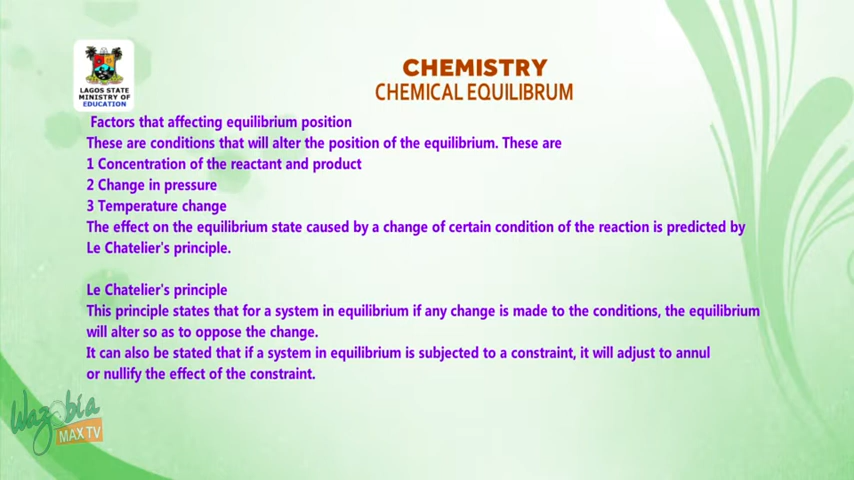 LAGOS STATE
MINISTRY OF
EDUCATION
CHEMISTRY
CHEMICAL EQUILIBRUM
Factors that affecting equilibrium position
These are conditions that will alter the position of the equilibrium. These are
1 Concentration of the reactant and product
2 Change in pressure
3 Temperature change
The effect on the equilibrium state caused by a change of certain condition of the reaction is predicted by
Le Chatelier's principle.
Le Chatelier's principle
This principle states that for a system in equilibrium if any change is made to the conditions, the equilibrium
will alter so as to oppose the change.
It can also be stated that if a system in equilibrium is subjected to a constraint, it will adjust to annul
or nullify the effect of the constraint.
Wazobia
MAX TV